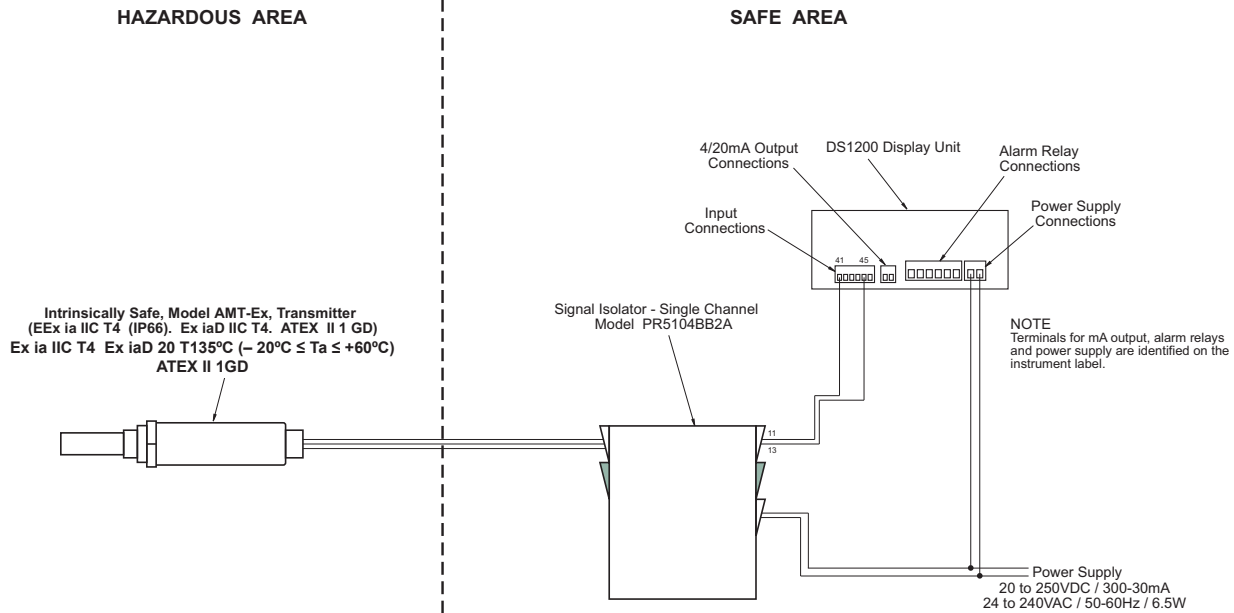 HAZARDOUS AREA
SAFE AREA
4/20mA Output
Connections
DS1200 Display Unit
Alarm Relay
Connections
Input
Connections
Power Supply
Connections
41
45
Intrinsically Safe, Model AMT-Ex, Transmitter
(EEx ia IIC T4 (IP66). Ex iaD IIC T4. ATEX II 1 GD)
Ex ia IIC T4 Ex iaD 20 T135ºC (– 20ºC ≤ Ta ≤ +60ºC)
ATEX II 1GD
Signal Isolator - Single Channel
Model PR5104BB2A
NOTE
Terminals for mA output, alarm relays
and power supply are identified on the
instrument label.
11
13
Power Supply
20 to 250VDC / 300-30mA
24 to 240VAC / 50-60Hz / 6.5W